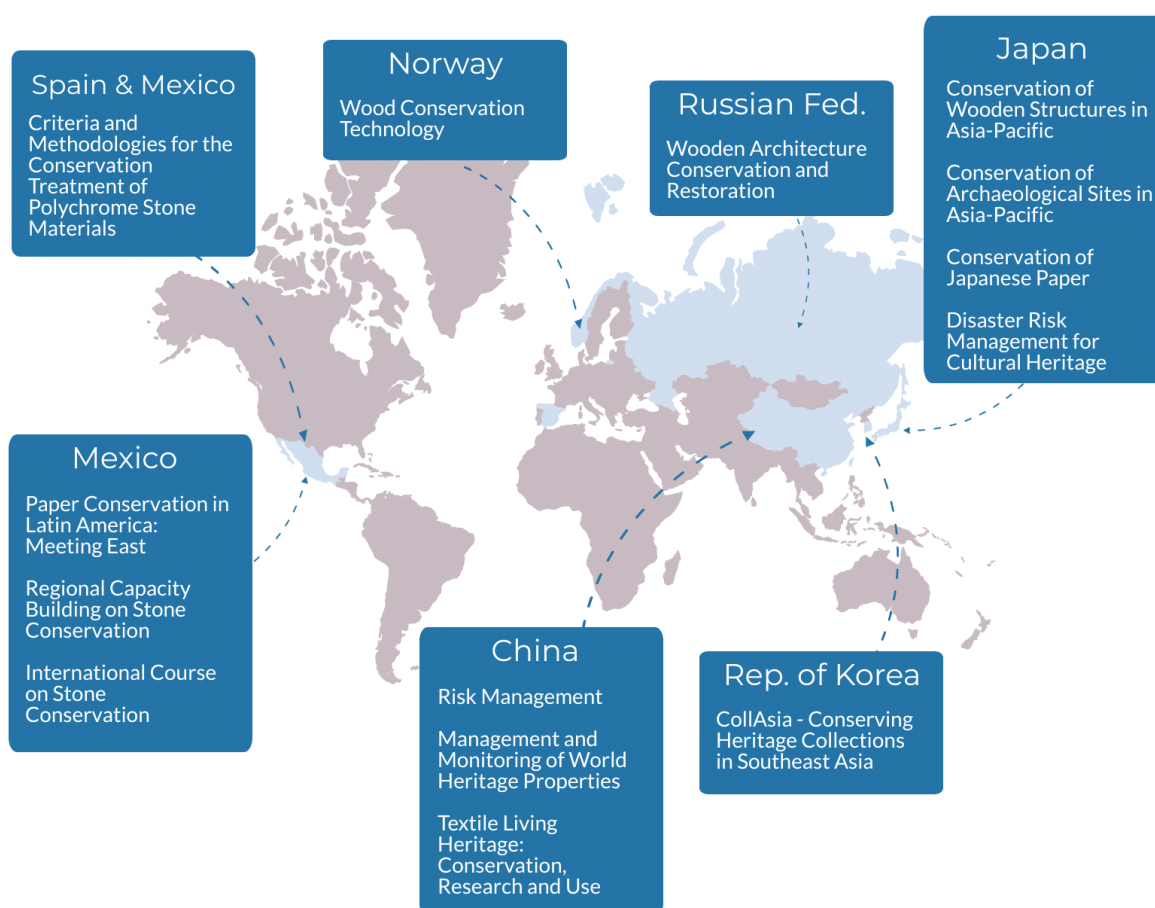 Spain & Mexico
Criteria and
Methodologies for the
Conservation
Treatment of
Polychrome Stone
Materials
Norway
Wood Conservation
Technology
Russian Fed.
Wooden Architecture
Conservation and
Restoration
Japan
Conservation of
Wooden Structures in
Asia-Pacific
Conservation of
Archaeological Sites in
Asia-Pacific
Conservation of
Japanese Paper
Disaster Risk
Management for
Cultural Heritage
Mexico
Paper Conservation in
Latin America:
Meeting East
Regional Capacity
Building on Stone
Conservation
International Course
on Stone
Conservation
China
Risk Management
Management and
Monitoring of World
Heritage Properties
Textile Living
Heritage:
Conservation,
Research and Use
Rep. of Korea
CollAsia - Conserving
Heritage Collections
in Southeast Asia